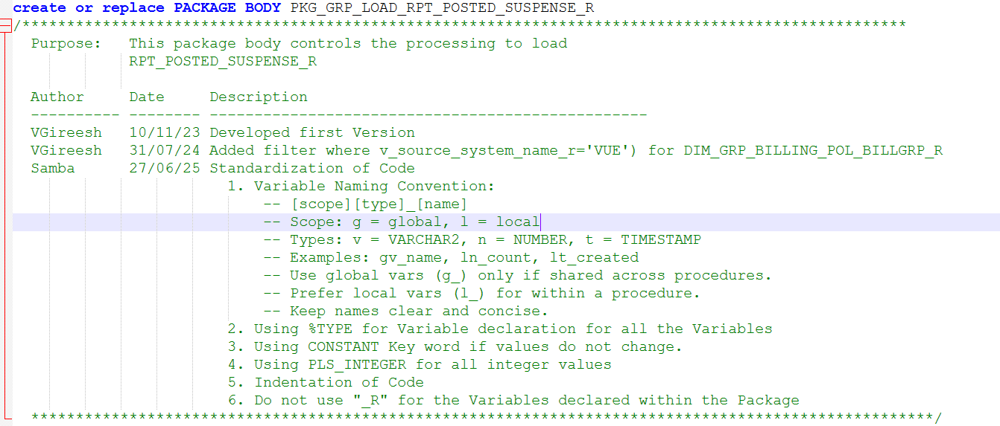 create or replace PACKAGE BODY PKG_GRP_LOAD_RPT_POSTED_SUSPENSE_R
/***************************************************************************************************
Purpose:   This package body controls the processing to load
RPT_POSTED_SUSPENSE_R
Author     Date     Description
---------- -------- -------------------------------------------------
VGireesh   10/11/23 Developed first Version
VGireesh   31/07/24 Added filter where v_source_system_name_r='VUE') for DIM_GRP_BILLING_POL_BILLGRP_R
Samba      27/06/25 Standardization of Code
1. Variable Naming Convention:
-- [scope][type]_[name]
-- Scope: g = global, l = local
-- Types: v = VARCHAR2, n = NUMBER, t = TIMESTAMP
-- Examples: gv_name, ln_count, lt_created
-- Use global vars (g_) only if shared across procedures.
-- Prefer local vars (l_) for within a procedure.
-- Keep names clear and concise.
2. Using %TYPE for Variable declaration for all the Variables
3. Using CONSTANT Key word if values do not change.
4. Using PLS_INTEGER for all integer values
5. Indentation of Code
6. Do not use "_R" for the Variables declared within the Package
*****************************************************************************************************/